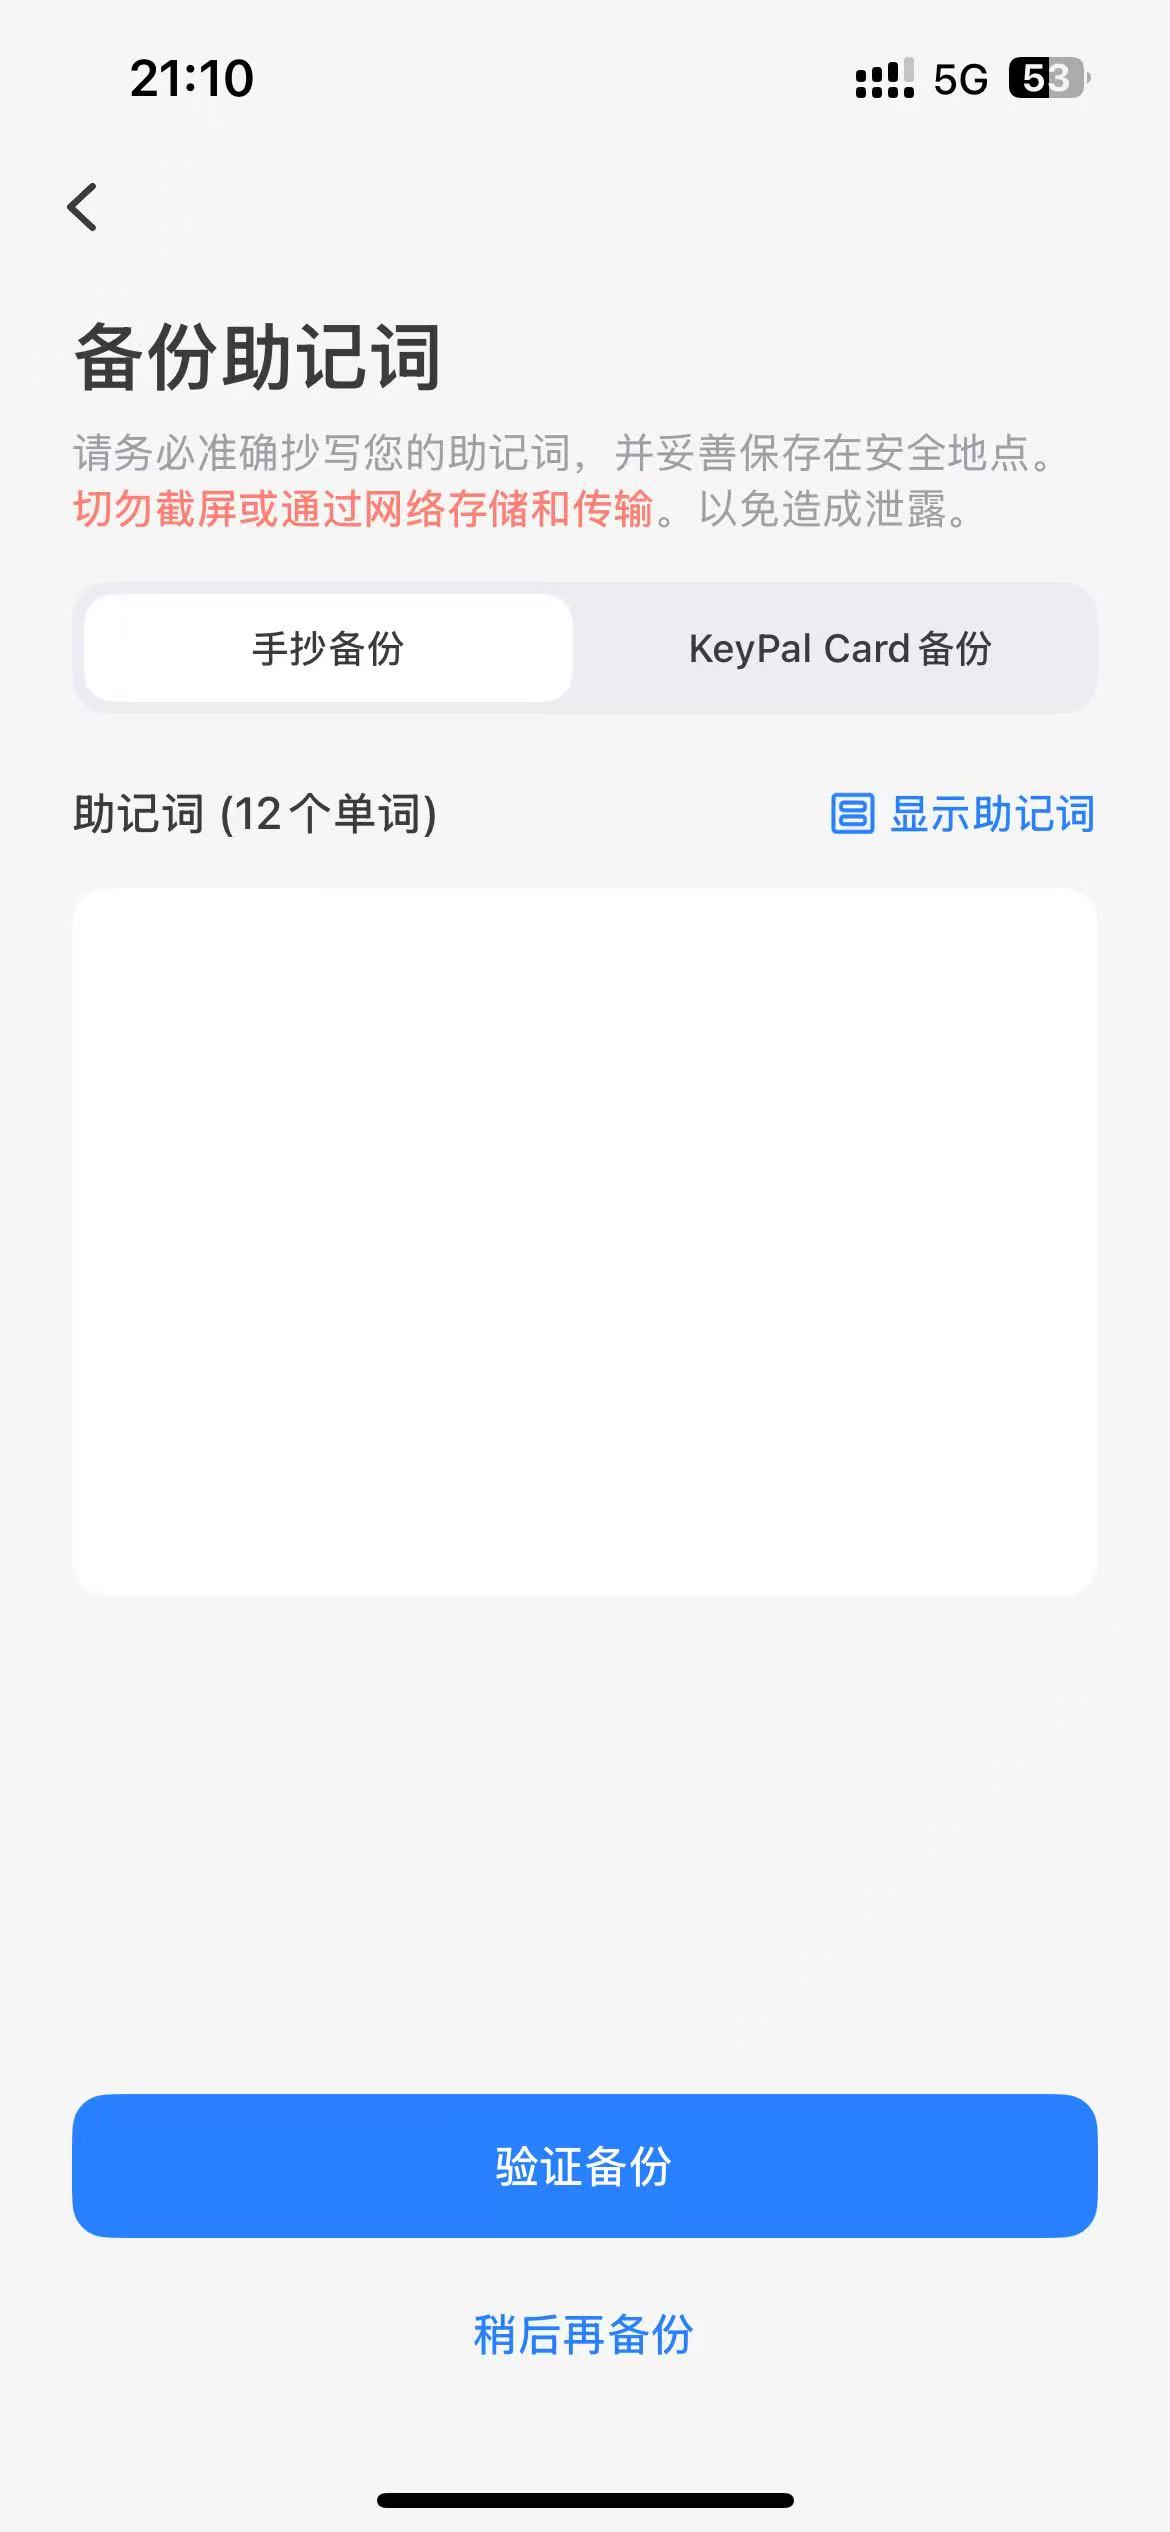 21:10
5G 53
备份助记词
请务必准确抄写您的助记词，并妥善保存在安全地点。
切勿截屏或通过网络存储和传输。以免造成泄露。
手抄备份
KeyPal Card 备份
助记词 (12 个单词)
显示助记词
验证备份
稍后再备份